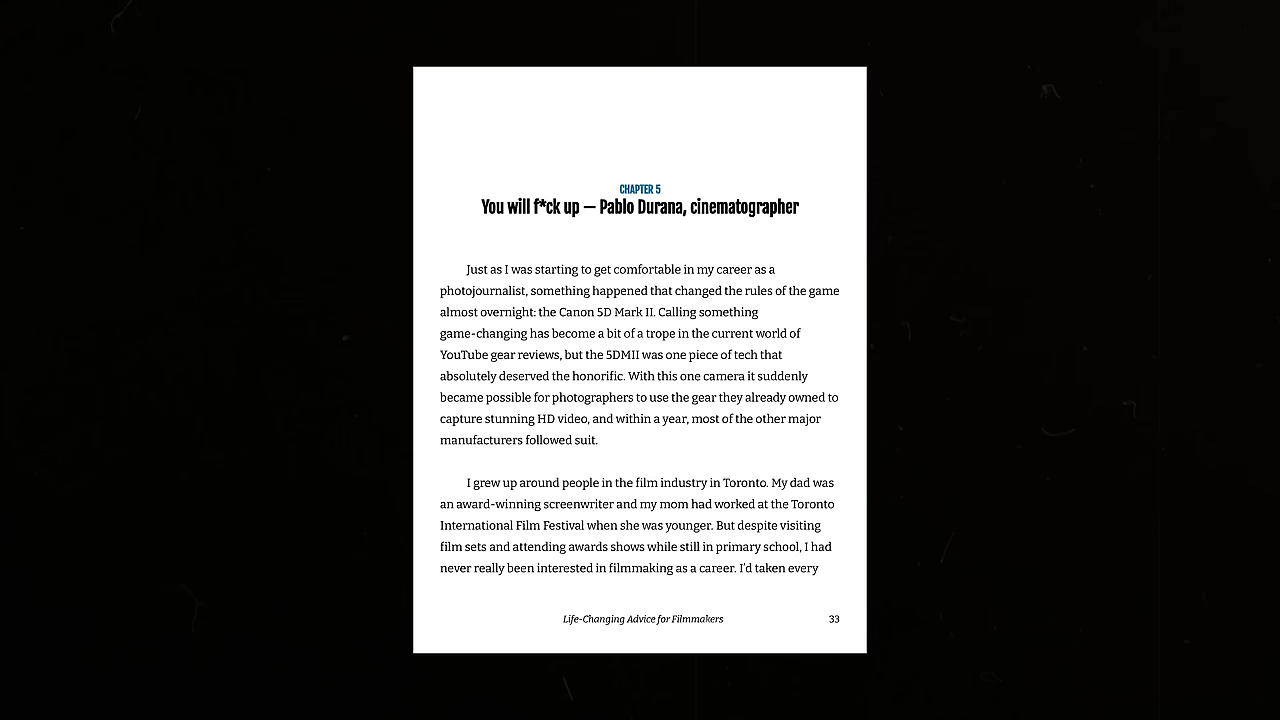 CHAPTER 5
You will f*ck up — Pablo Durana, cinematographer
Just as I was starting to get comfortable in my career as a
photojournalist, something happened that changed the rules of the game
almost overnight: the Canon 5D Mark II. Calling something
game-changing has become a bit of a trope in the current world of
YouTube gear reviews, but the 5DMII was one piece of tech that
absolutely deserved the honorific. With this one camera it suddenly
became possible for photographers to use the gear they already owned to
capture stunning HD video, and within a year, most of the other major
manufacturers followed suit.
I grew up around people in the film industry in Toronto. My dad was
an award-winning screenwriter and my mom had worked at the Toronto
International Film Festival when she was younger. But despite visiting
film sets and attending awards shows while still in primary school, I had
never really been interested in filmmaking as a career. I'd taken every
Life-Changing Advice for Filmmakers 33